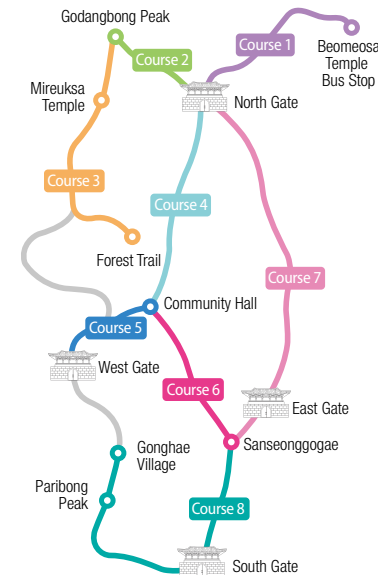 Godangbong Peak
Course 1
Beomeosa
Temple
Bus Stop
Course 2
Mireuksa
Temple
North Gate
Course 3
Course 4
Forest Trail
Course 7
Community Hall
Course 5
West Gate
Course 6
East Gate
Sanseonggogae
Gonghae
Village
Paribong
Peak
Course 8
South Gate